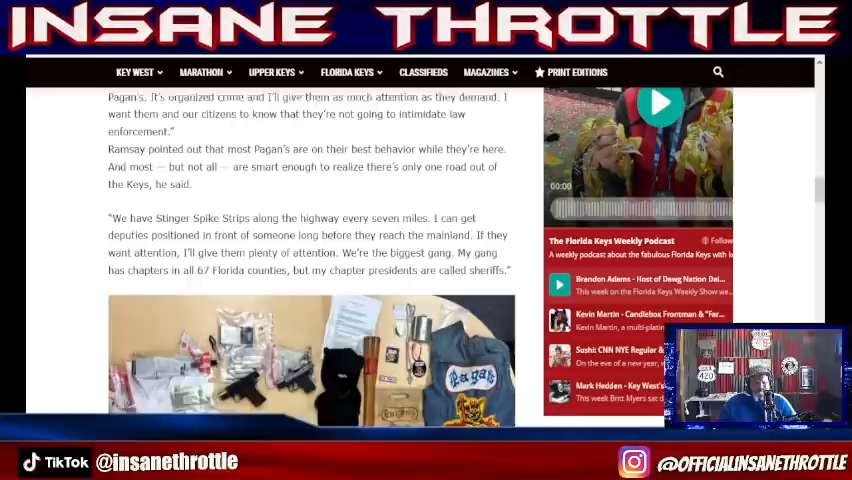 INSANE THROTTLE
KEY WEST MARATHON UPPER KEYS FLORIDA KEYS CLASSIFIEDS MAGAZINES PRINT EDITIONS
Pagan's. It's organized crime and I'll give them as much attention as they demand. I
want them and our citizens to know that they're not going to intimidate law
enforcement."
Ramsay pointed out that most Pagan's are on their best behavior while they're here.
And most — but not all — are smart enough to realize there's only one road out of
the Keys, he said.
"We have Stinger Spike Strips along the highway every seven miles. I can get
deputies positioned in front of someone long before they reach the mainland. If they
want attention, I'll give them plenty of attention. We're the biggest gang. My gang
has chapters in all 67 Florida counties, but my chapter presidents are called sheriffs."
Pagan's
00:00
The Florida Keys Weekly Podcast
Follow
A weekly podcast about the fabulous Florida Keys with
Brandon Adams - Host of Dawg Nation Dai...
This week on the Florida Keys Weekly Show we...
Kevin Martin - Candlebox Frontman & "Far...
Kevin Martin, a multi-platin
Sushi: CNN NYE Regular &
On the eve of a new year,
Mark Hedden - Key West's
This week Britt Myers sat d
420
TikTok @insanethrottle
@OFFICIALINSANETHROTTLE